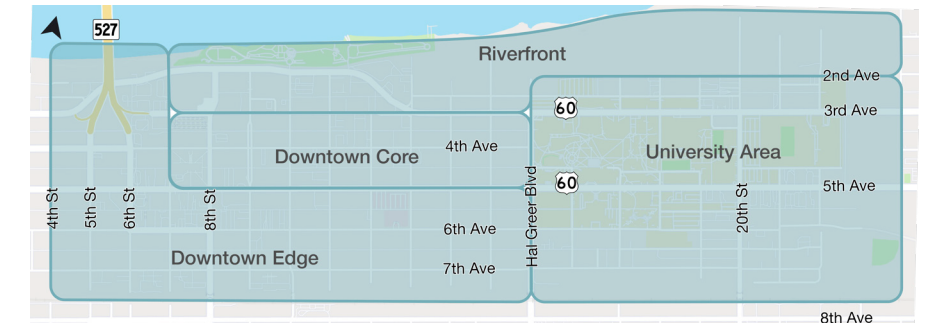 527
Riverfront
2nd Ave
60
3rd Ave
4th Ave
Downtown Core
University Area
60
5th Ave
4th St
5th St
6th St
8th St
Hal Greer Blvd
20th St
6th Ave
Downtown Edge
7th Ave
8th Ave